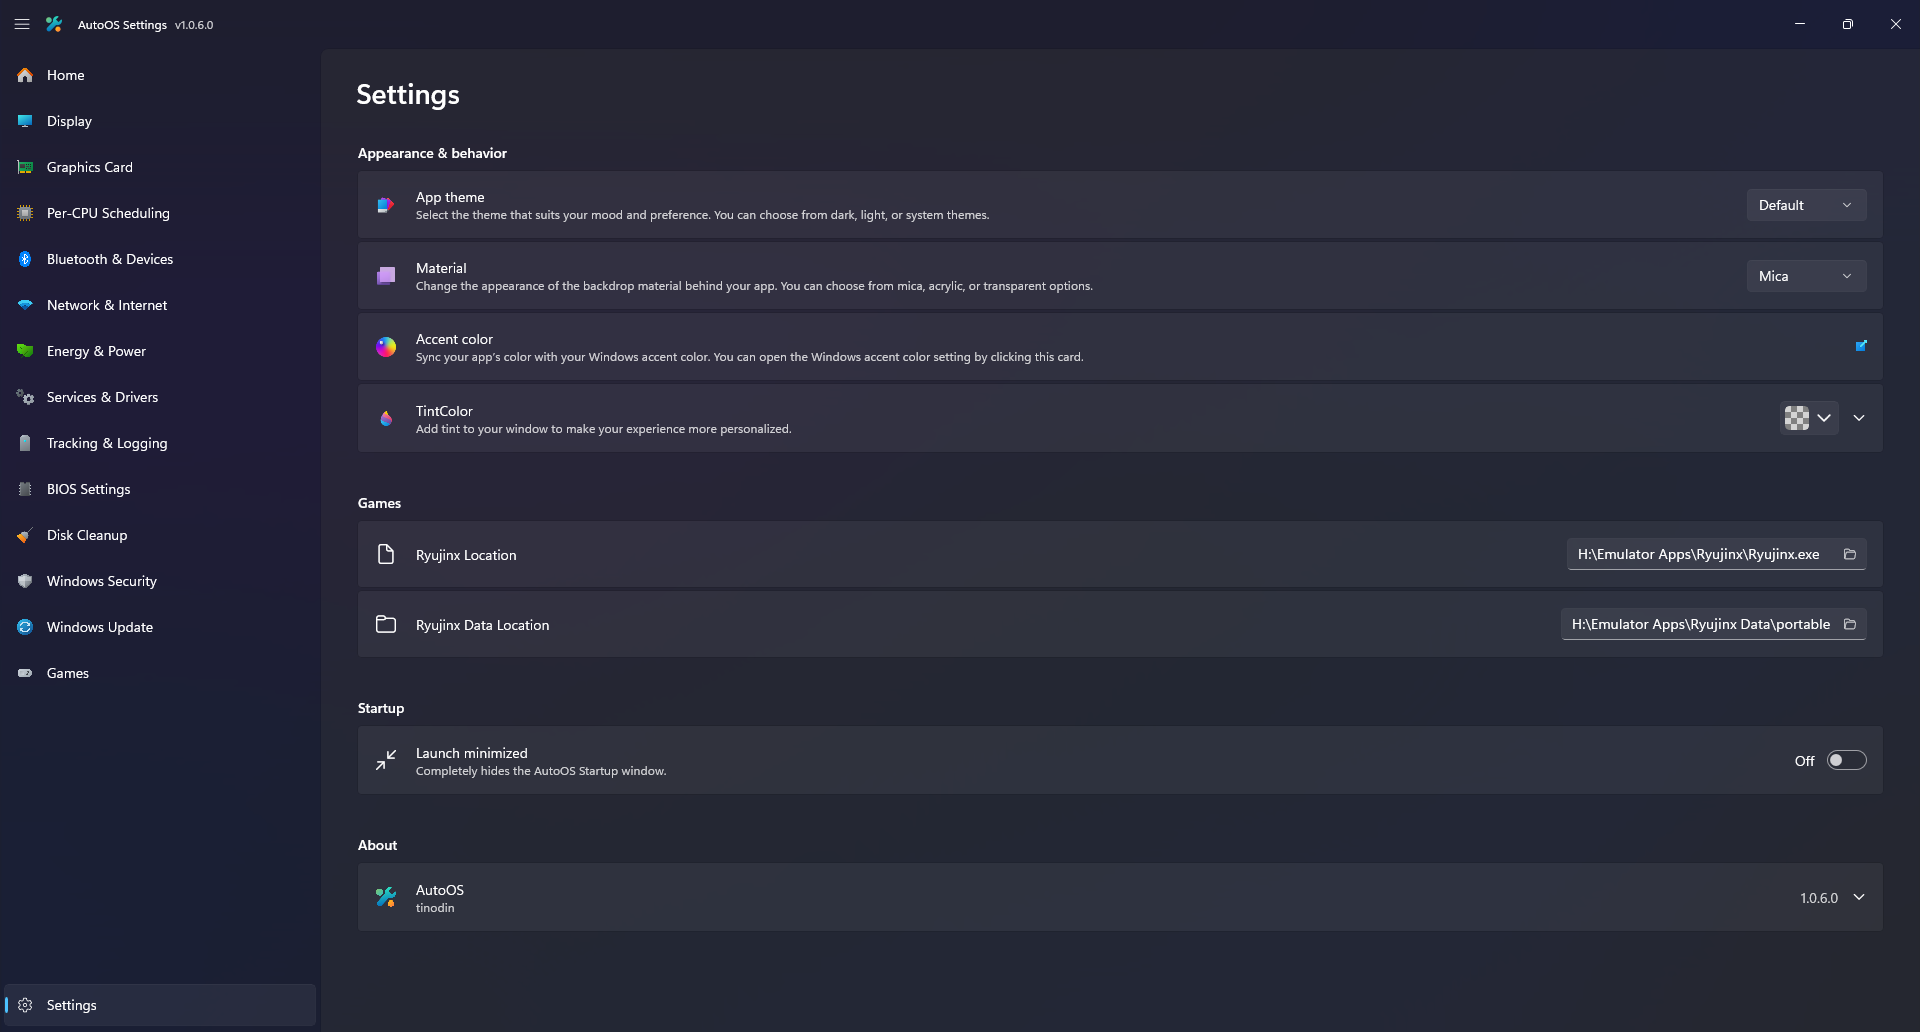 AutoOS Settings v1.0.6.0
Home
Display
Graphics Card
Per-CPU Scheduling
Bluetooth & Devices
Network & Internet
Energy & Power
Services & Drivers
Tracking & Logging
BIOS Settings
Disk Cleanup
Windows Security
Windows Update
Games
Settings
Settings
Appearance & behavior
App theme
Select the theme that suits your mood and preference. You can choose from dark, light, or system themes.
Default
Material
Change the appearance of the backdrop material behind your app. You can choose from mica, acrylic, or transparent options.
Mica
Accent color
Sync your app's color with your Windows accent color. You can open the Windows accent color setting by clicking this card.
TintColor
Add tint to your window to make your experience more personalized.
Games
Ryujinx Location
H:\Emulator Apps\Ryujinx\Ryujinx.exe
Ryujinx Data Location
H:\Emulator Apps\Ryujinx Data\portable
Startup
Launch minimized
Completely hides the AutoOS Startup window.
Off
About
AutoOS
tinodin
1.0.6.0